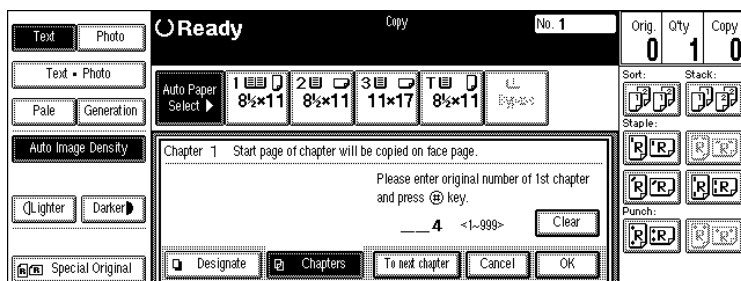 Text Photo
Text • Photo
Pale Generation
Auto Image Density
Lighter Darker
Special Original
Ready Copy No. 1
Auto Paper
Select ▶
1 8½×11
2 8½×11
3 11×17
T 8½×11
Bypass
Chapter 1 Start page of chapter will be copied on face page.
Please enter original number of 1st chapter
and press # key.
__4 <1~999> Clear
Designate Chapters To next chapter Cancel OK
Orig. Q'ty Copy
0 1 0
Sort: Stack:
Staple:
Punch: